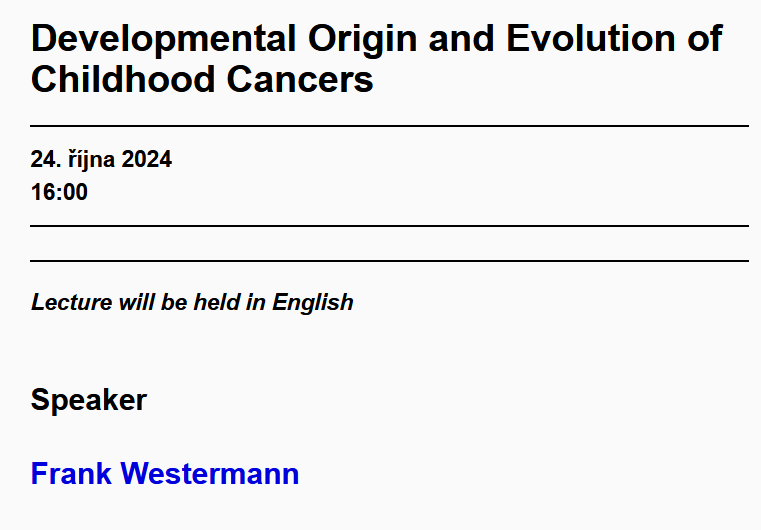 Developmental Origin and Evolution of
Childhood Cancers
24. října 2024
16:00
Lecture will be held in English
Speaker
Frank Westermann